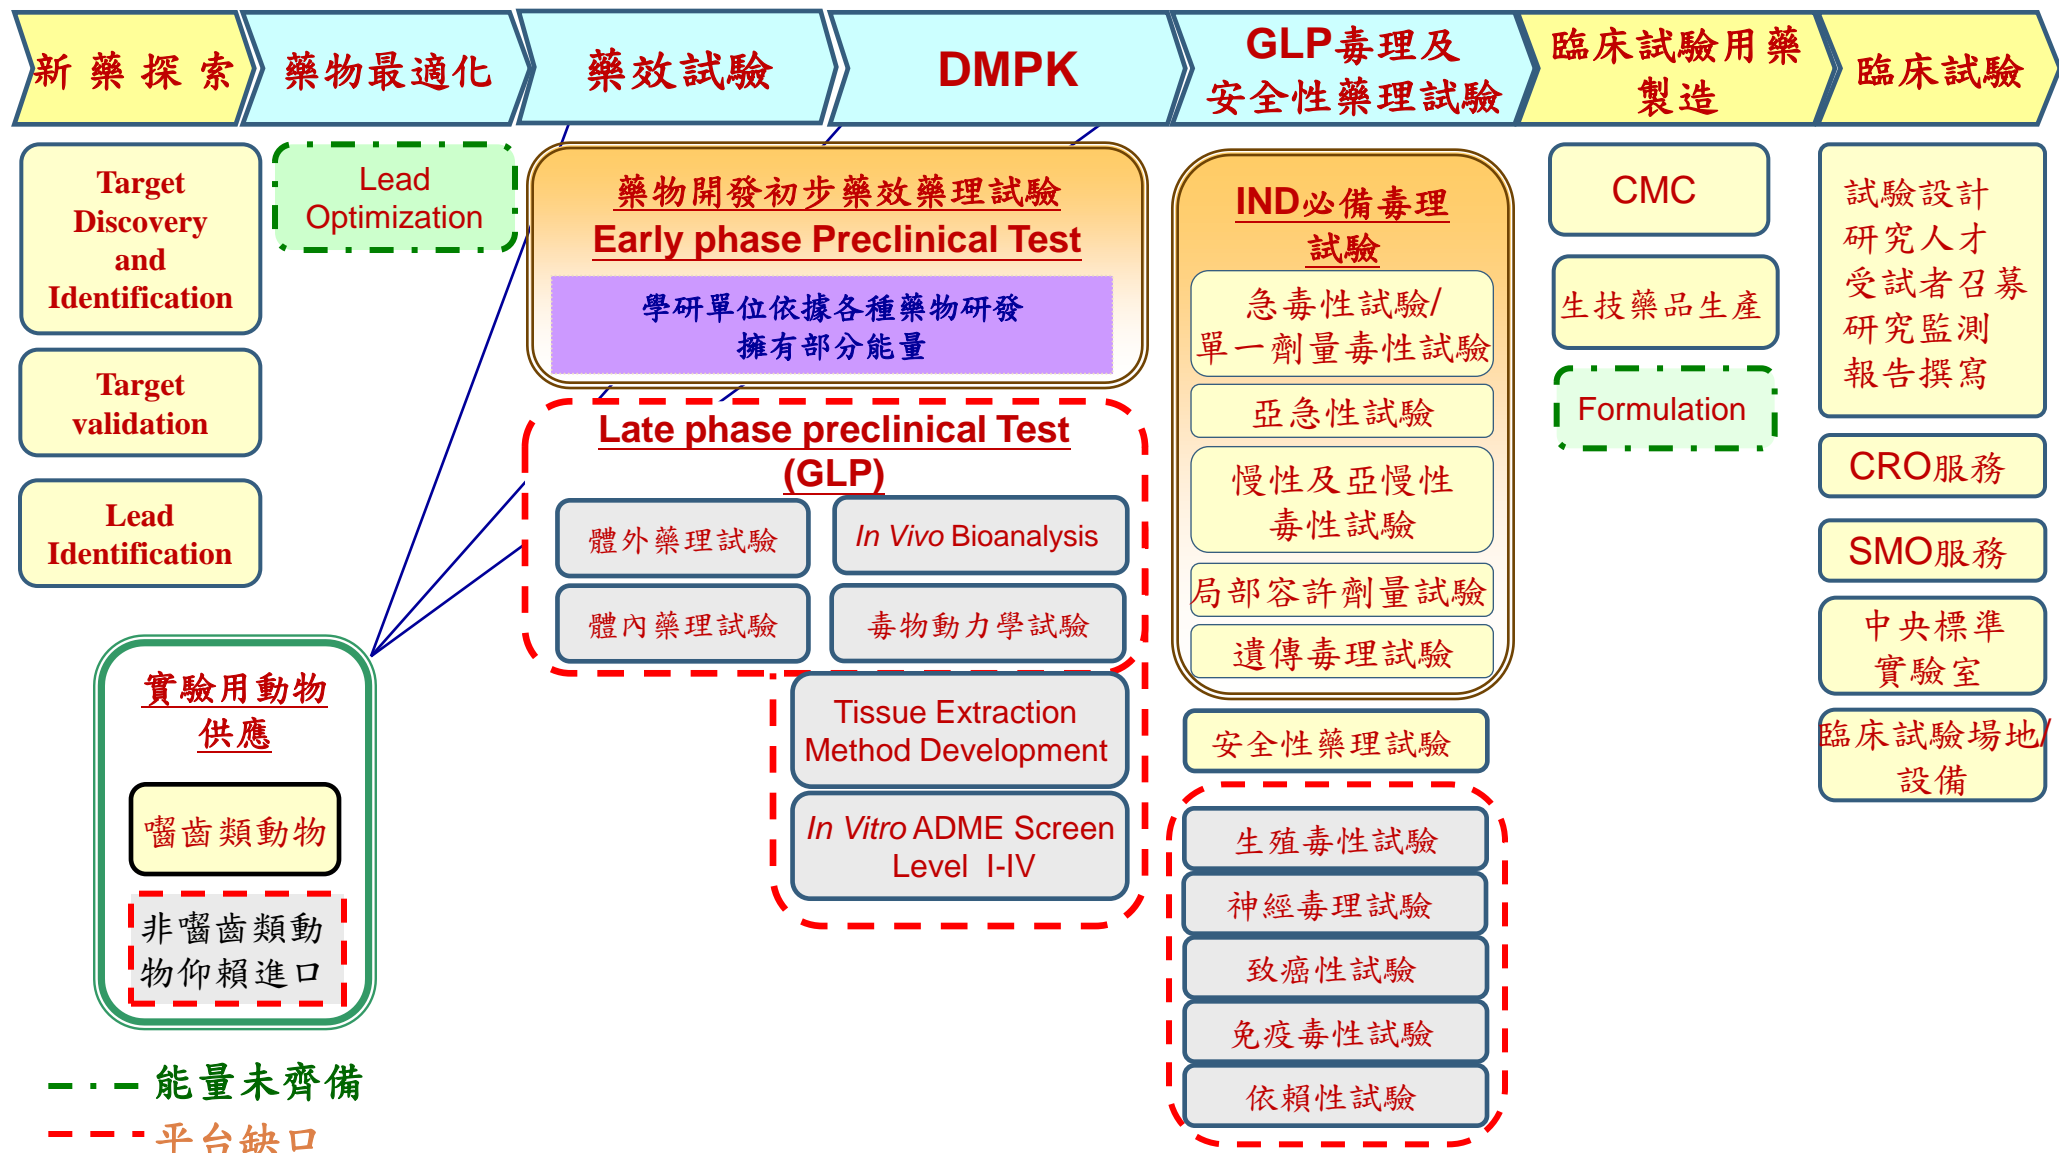 新 藥 探 索
藥物最適化
藥效試驗
DMPK
GLP毒理及
安全性藥理試驗
臨床試驗用藥
製造
臨床試驗
Target
Discovery
and
Identification
Target
validation
Lead
Identification
Lead
Optimization
藥物開發初步藥效藥理試驗
Early phase Preclinical Test
學研單位依據各種藥物研發
擁有部分能量
Late phase preclinical Test
(GLP)
體外藥理試驗
In Vivo Bioanalysis
體內藥理試驗
毒物動力學試驗
Tissue Extraction
Method Development
In Vitro ADME Screen
Level I-IV
IND必備毒理
試驗
急毒性試驗/
單一劑量毒性試驗
亞急性試驗
慢性及亞慢性
毒性試驗
局部容許劑量試驗
遺傳毒理試驗
安全性藥理試驗
生殖毒性試驗
神經毒理試驗
致癌性試驗
免疫毒性試驗
依賴性試驗
CMC
生技藥品生產
Formulation
試驗設計
研究人才
受試者召募
研究監測
報告撰寫
CRO服務
SMO服務
中央標準
實驗室
臨床試驗場地/
設備
實驗用動物
供應
囓齒類動物
非囓齒類動
物仰賴進口
能量未齊備
平台缺口